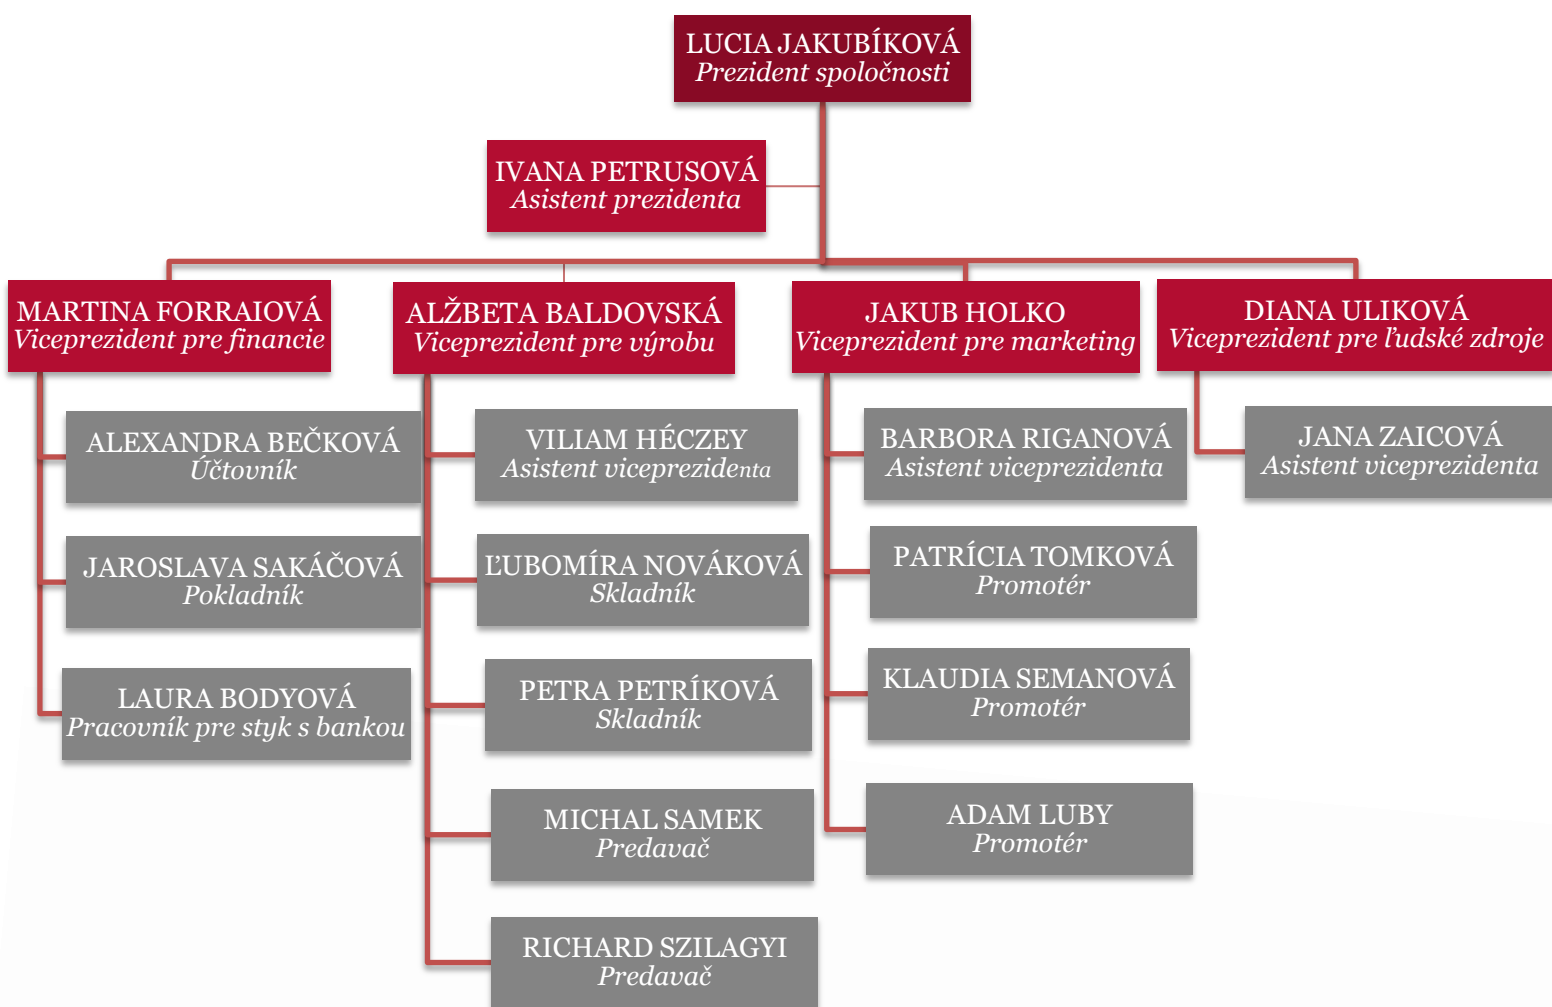 LUCIA JAKUBÍKOVÁ
Prezident spoločnosti
IVANA PETRUSOVÁ
Asistent prezidenta
MARTINA FORRAIOVÁ
Viceprezident pre financie
ALŽBETA BALDOVSKÁ
Viceprezident pre výrobu
JAKUB HOLKO
Viceprezident pre marketing
DIANA ULIKOVÁ
Viceprezident pre ľudské zdroje
ALEXANDRA BEČKOVÁ
Účtovník
JAROSLAVA SAKÁČOVÁ
Pokladník
LAURA BODYOVÁ
Pracovník pre styk s bankou
VILIAM HÉCZEY
Asistent viceprezidenta
ĽUBOMÍRA NOVÁKOVÁ
Skladník
PETRA PETRÍKOVÁ
Skladník
MICHAL SAMEK
Predavač
RICHARD SZILAGYI
Predavač
BARBORA RIGANOVÁ
Asistent viceprezidenta
PATRÍCIA TOMKOVÁ
Promotér
KLAUDIA SEMANOVÁ
Promotér
ADAM LUBY
Promotér
JANA ZAICOVÁ
Asistent viceprezidenta